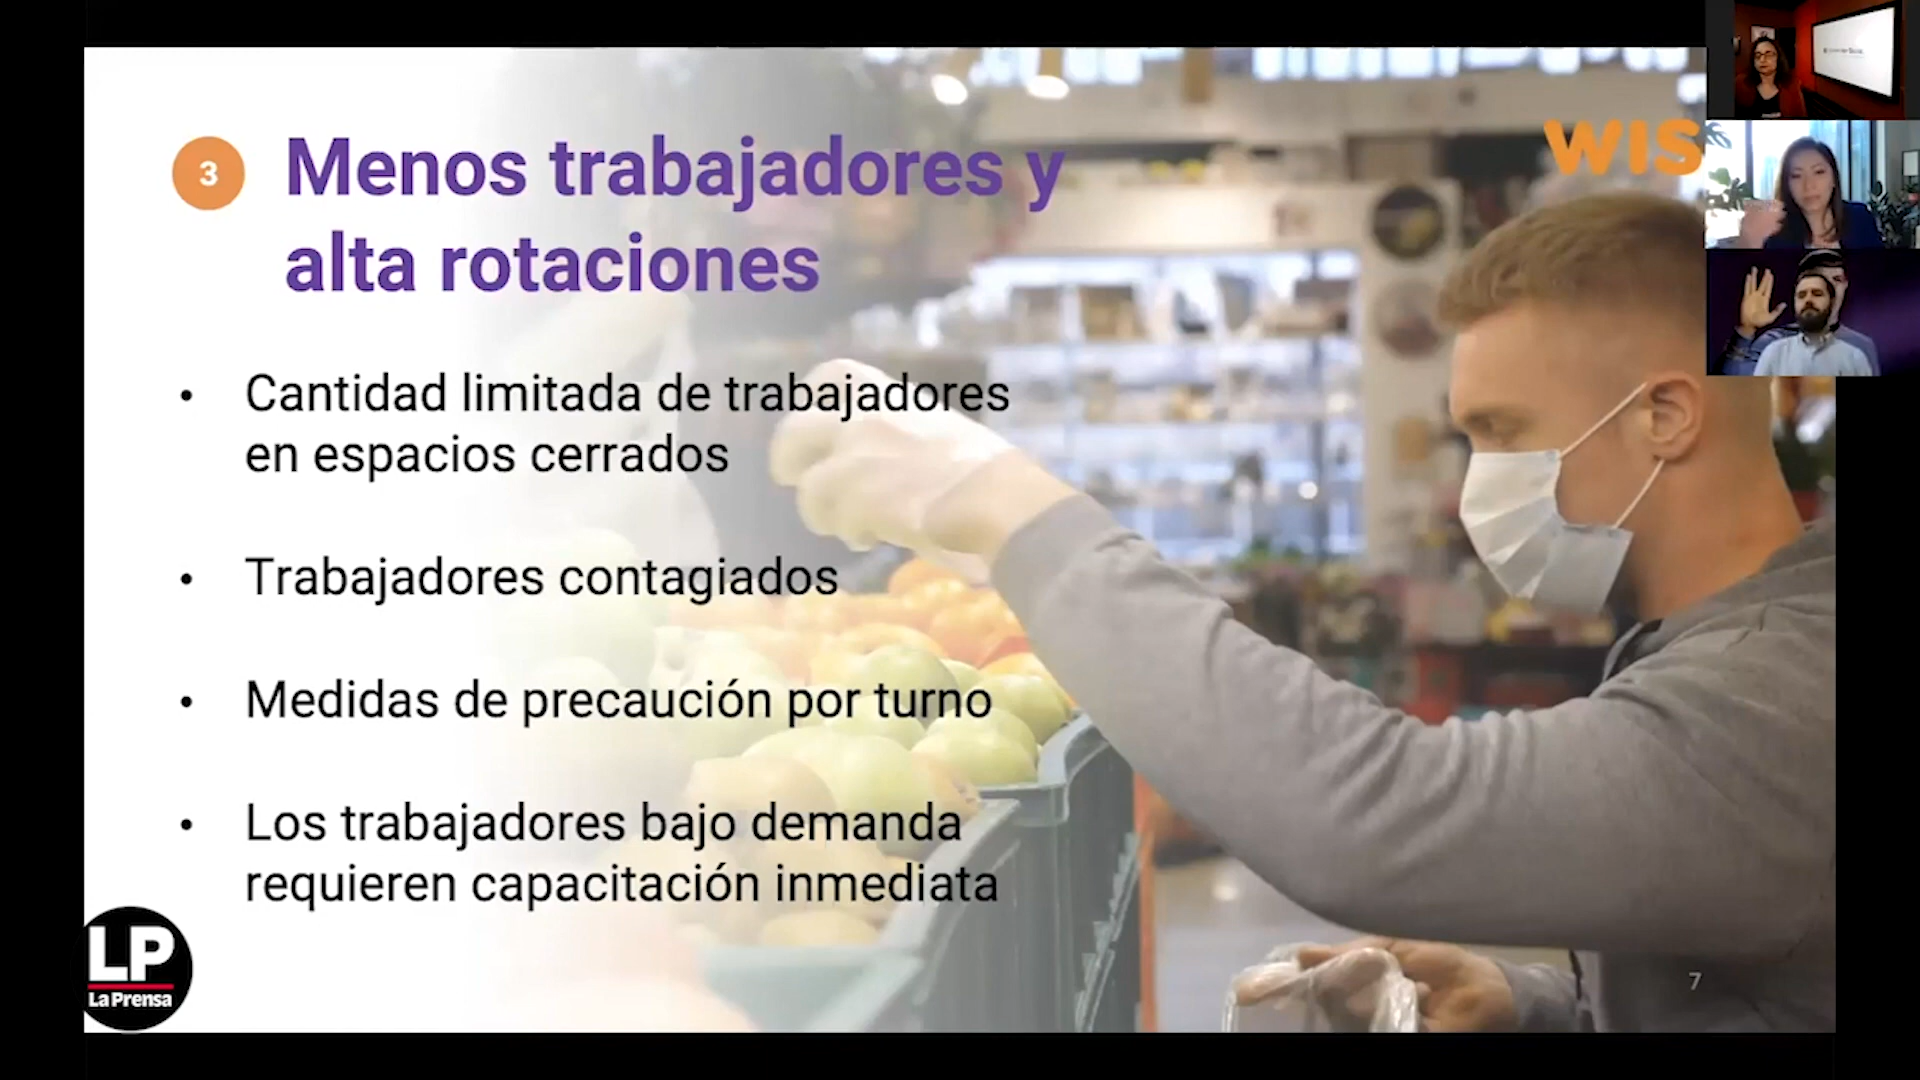 3
Menos trabajadores y
alta rotaciones
WIS
• Cantidad limitada de trabajadores
en espacios cerrados
• Trabajadores contagiados
• Medidas de precaución por turno
• Los trabajadores bajo demanda
requieren capacitación inmediata
LP
La Prensa
7